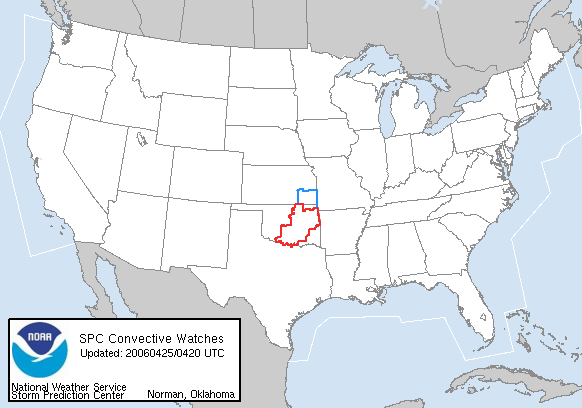 NOAA
SPC Convective Watches
Updated: 20060425/0420 UTC
National Weather Service
Storm Prediction Center
Norman, Oklahoma